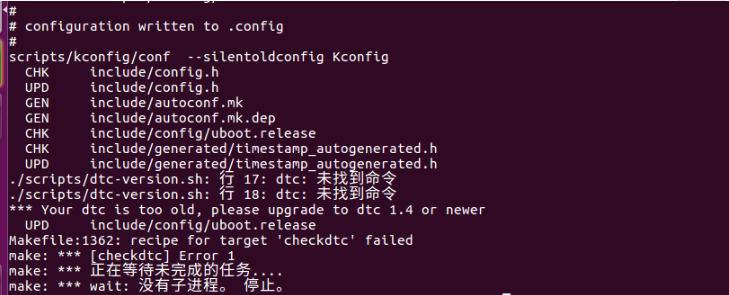 #
# configuration written to .config
#
scripts/kconfig/conf  --silentoldconfig Kconfig
  CHK     include/config.h
  UPD     include/config.h
  GEN     include/autoconf.mk
  GEN     include/autoconf.mk.dep
  CHK     include/config/uboot.release
  CHK     include/generated/timestamp_autogenerated.h
  UPD     include/generated/timestamp_autogenerated.h
./scripts/dtc-version.sh: 行 17: dtc: 未找到命令
./scripts/dtc-version.sh: 行 18: dtc: 未找到命令
*** Your dtc is too old, please upgrade to dtc 1.4 or newer
  UPD     include/config/uboot.release
Makefile:1362: recipe for target 'checkdtc' failed
make: *** [checkdtc] Error 1
make: *** 正在等待未完成的任务....
make: *** wait: 没有子进程。 停止。